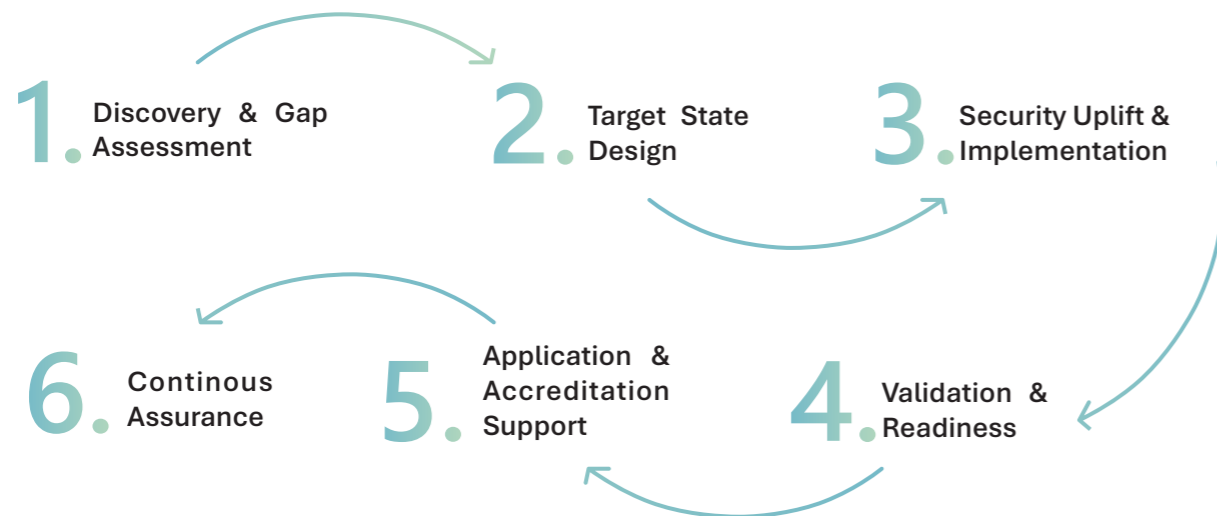 1. Discovery & Gap
Assessment
2. Target State
Design
3. Security Uplift &
Implementation
4. Validation &
Readiness
5. Application &
Accreditation
Support
6. Continous
Assurance